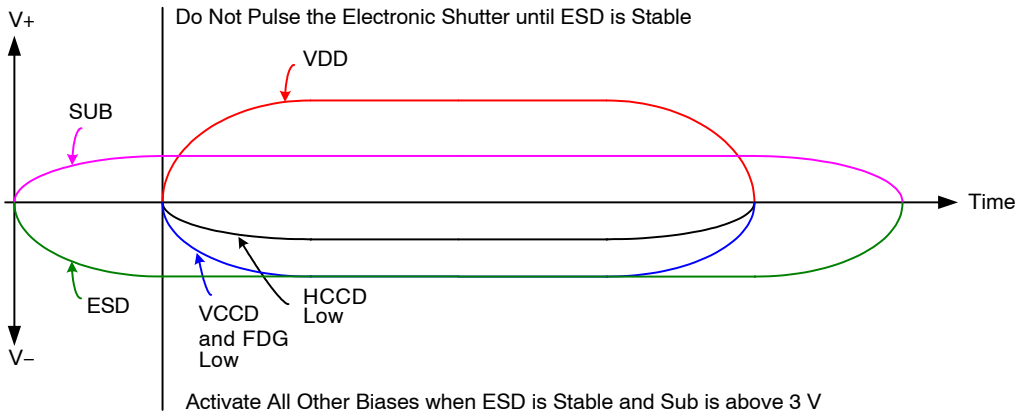 V+
Do Not Pulse the Electronic Shutter until ESD is Stable
VDD
SUB
Time
ESD
VCCD
and FDG
Low
HCCD
Low
V−
Activate All Other Biases when ESD is Stable and Sub is above 3 V